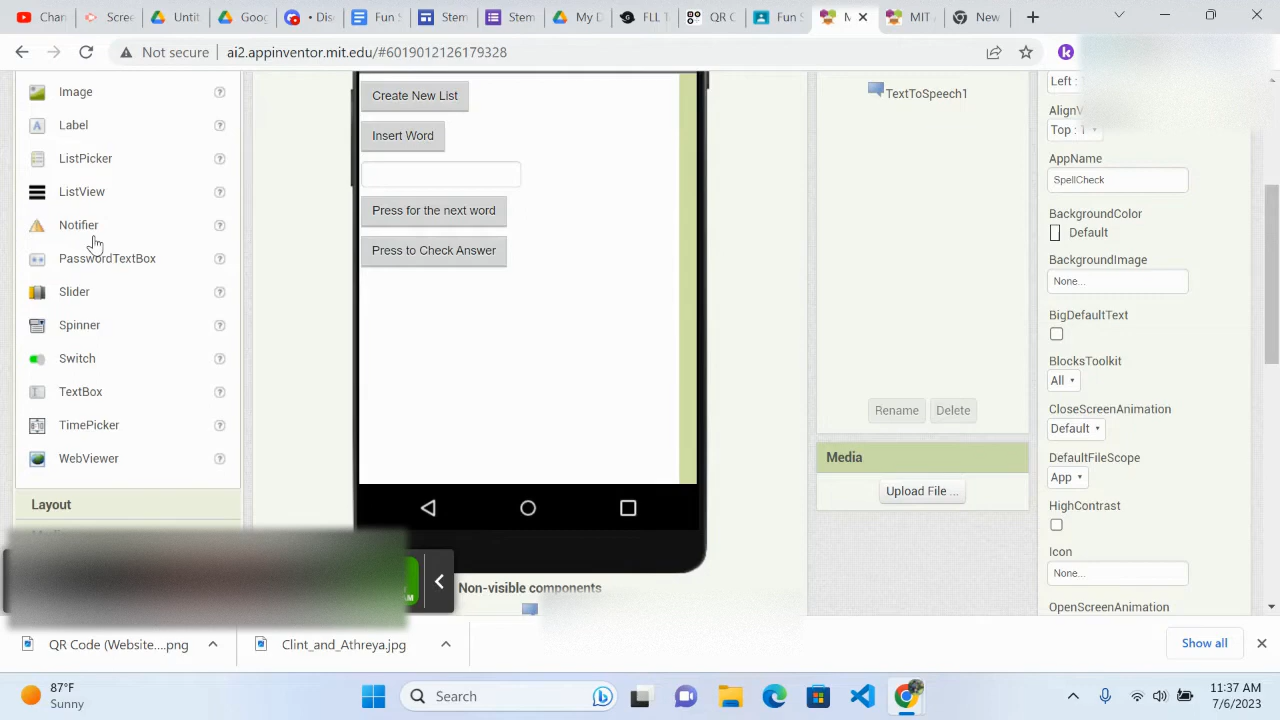 Untit
Goog
• Dis
Fun S
Stem
Stem
My D
FLL T
QR C
Fun S
M
MIT
New
Not secure
ai2.appinventor.mit.edu/#6019012126179328
k
Image ?
Label ?
ListPicker ?
ListView ?
Notifier ?
PasswordTextBox ?
Slider ?
Spinner ?
Switch ?
TextBox ?
TimePicker ?
WebViewer ?
Layout
Create New List
Insert Word
Press for the next word
Press to Check Answer
Non-visible components
TextToSpeech1
Rename Delete
Media
Upload File ...
Left :
AlignV
Top : 1
AppName
SpellCheck
BackgroundColor
Default
BackgroundImage
None...
BigDefaultText
BlocksToolkit
All
CloseScreenAnimation
Default
DefaultFileScope
App
HighContrast
Icon
None...
OpenScreenAnimation
QR Code (Website....png
Clint_and_Athreya.jpg
Show all
87°F
Sunny
Search
11:37 AM
7/6/2023